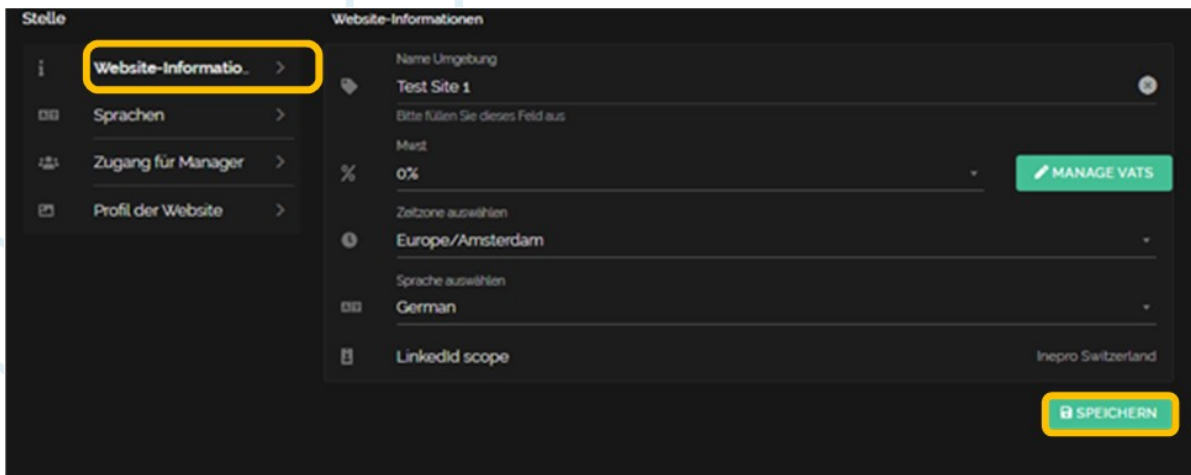 Stelle
Website-Informatio..
Sprachen
Zugang für Manager
Profil der Website
Website-Informationen
Name Umgebung
Test Site 1
Bitte füllen Sie dieses Feld aus
Mwst
0%
MANAGE VATS
Zeitzone auswählen
Europe/Amsterdam
Sprache auswählen
German
LinkedId scope
Inepro Switzerland
SPEICHERN